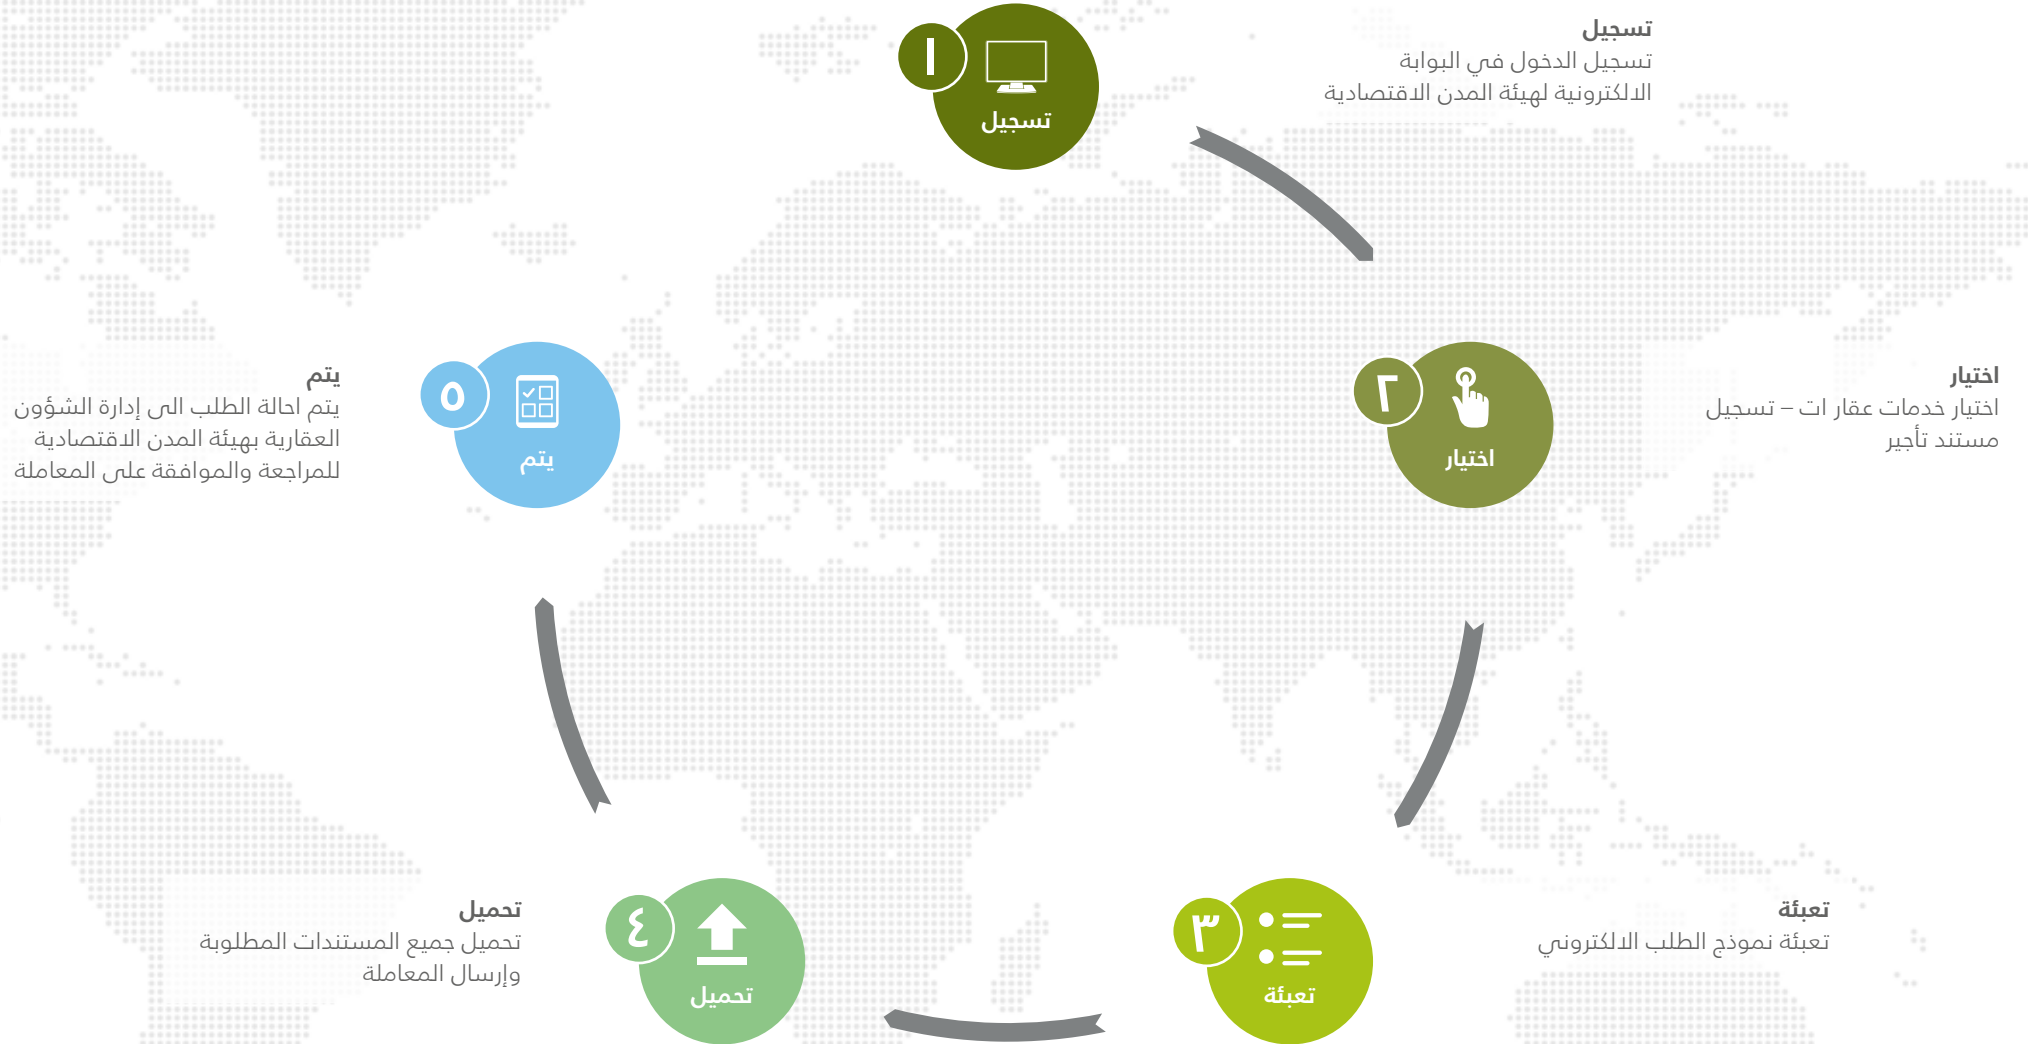 ١
تسجيل
تسجيل
تسجيل الدخول في البوابة
الالكترونية لهيئة المدن الاقتصادية
٢
اختيار
اختيار
اختيار خدمات عقار ات – تسجيل
مستند تأجير
٣
تعبئة
تعبئة
تعبئة نموذج الطلب الالكتروني
٤
تحميل
تحميل
تحميل جميع المستندات المطلوبة
وإرسال المعاملة
٥
يتم
يتم
يتم احالة الطلب الى إدارة الشؤون
العقارية بهيئة المدن الاقتصادية
للمراجعة والموافقة على المعاملة